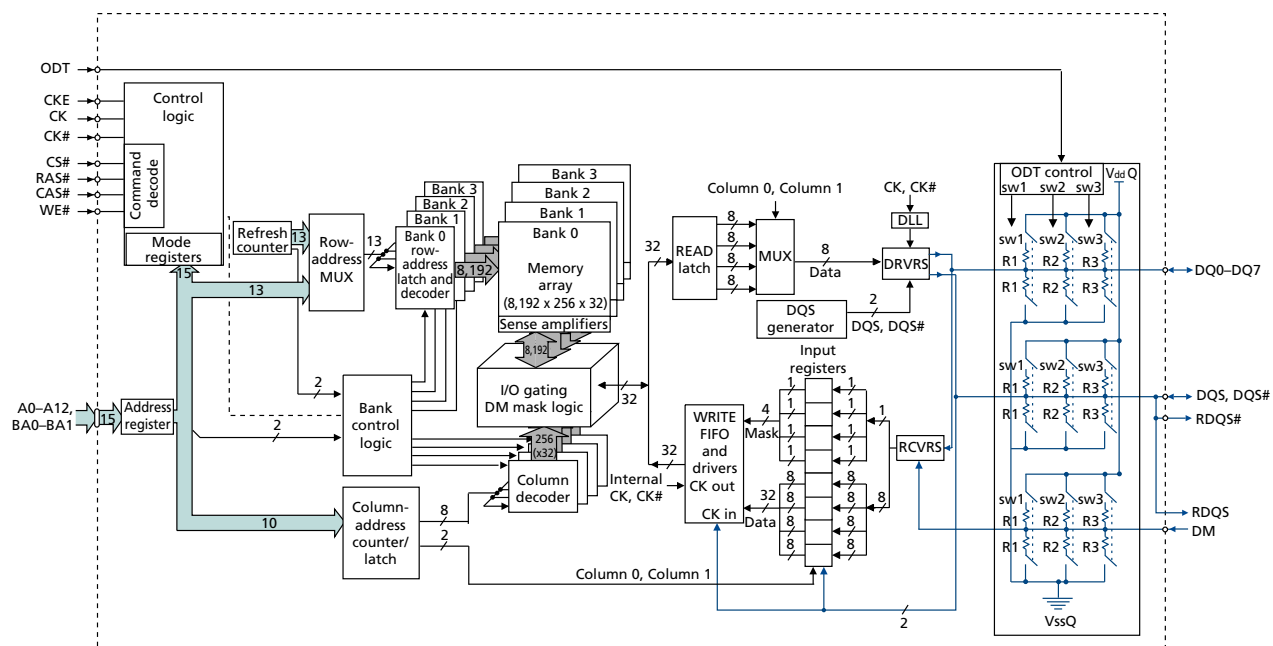 ODT
CKE
CK
CK#
CS#
RAS#
CAS#
WE#
Control
logic
Command
decode
Mode
registers
15
A0–A12,
BA0–BA1
15
Address
register
Refresh
counter
13
13
Row-
address
MUX
13
2
2
10
Bank 3
Bank 2
Bank 1
Bank 0
row-
address
latch and
decoder
8,192
Bank 3
Bank 2
Bank 1
Bank 0
Memory
array
(8,192 x 256 x 32)
Sense amplifiers
8,192
I/O gating
DM mask logic
Bank
control
logic
256
(x32)
Column
decoder
Column-
address
counter/
latch
8
2
Column 0, Column 1
32
32
32
Internal
CK, CK#
READ
latch
8
8
8
8
Column 0, Column 1
MUX
8
Data
CK, CK#
DLL
DRVRS
DQS
generator
2
DQS, DQS#
Input
registers
WRITE
FIFO
and
drivers
CK out
CK in
4
Mask
32
Data
1
1
1
1
8
8
8
8
1
1
1
1
8
8
8
8
1
8
RCVRS
2
ODT control
VddQ
sw1
sw2
sw3
sw1
sw2
sw3
R1
R2
R3
R1
R2
R3
sw1
sw2
sw3
R1
R2
R3
R1
R2
R3
sw1
sw2
sw3
R1
R2
R3
R1
R2
R3
VssQ
DQ0–DQ7
DQS, DQS#
RDQS#
RDQS
DM